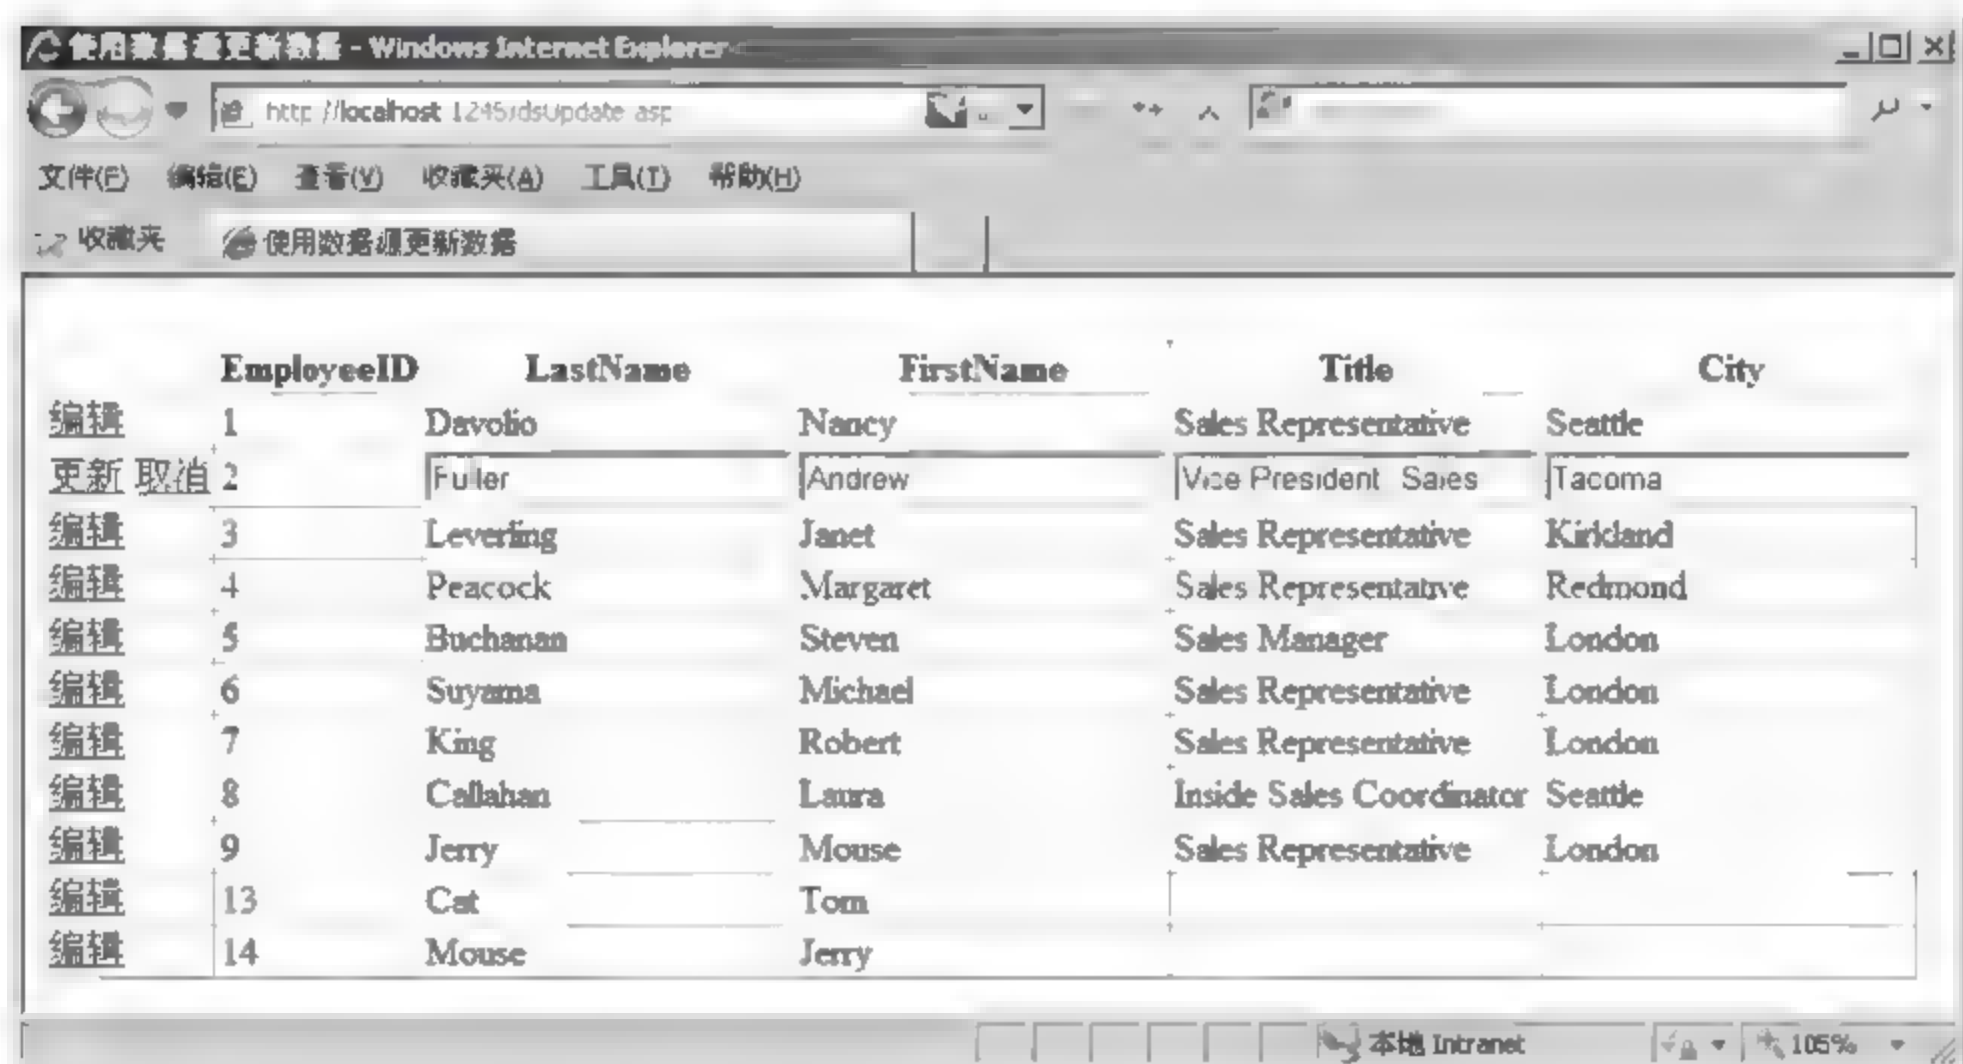 使用数据源更新数据 - Windows Internet Explorer
http://localhost:1245/dsUpdate.asp
文件(F) 编辑(E) 查看(V) 收藏夹(A) 工具(T) 帮助(H)
收藏夹 使用数据源更新数据
EmployeeID LastName FirstName Title City
编辑 1 Davolio Nancy Sales Representative Seattle
更新 取消 2 Fuller Andrew Vice President Sales Tacoma
编辑 3 Leverling Janet Sales Representative Kirkland
编辑 4 Peacock Margaret Sales Representative Redmond
编辑 5 Buchanan Steven Sales Manager London
编辑 6 Suyama Michael Sales Representative London
编辑 7 King Robert Sales Representative London
编辑 8 Callahan Laura Inside Sales Coordinator Seattle
编辑 9 Jerry Mouse Sales Representative London
编辑 13 Cat Tom
编辑 14 Mouse Jerry
本地 Intranet 105%